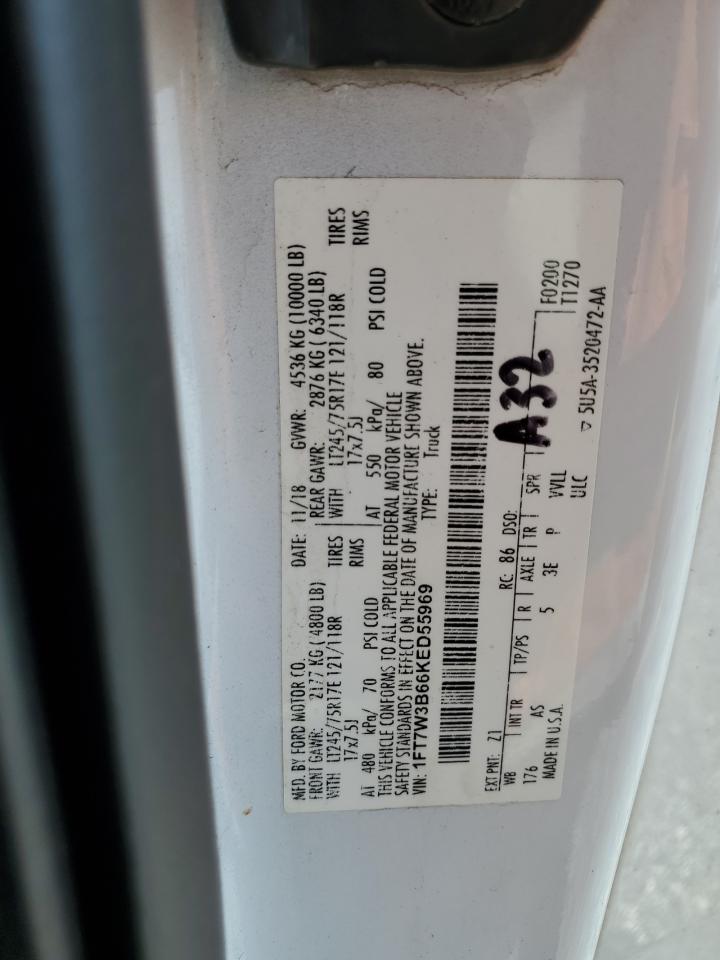 MFD. BY FORD MOTOR CO.
DATE: 11/18 GVWR: 4536 KG (10000 LB)
FRONT GAWR: 2177 KG ( 4800 LB) REAR GAWR: 2876 KG ( 6340 LB)
WITH LT245/75R17E 121/118R TIRES WITH LT245/75R17E 121/118R TIRES
17x7.5J RIMS 17x7.5J RIMS
AT 480 kPa/ 70 PSI COLD AT 550 kPa/ 80 PSI COLD
THIS VEHICLE CONFORMS TO ALL APPLICABLE FEDERAL MOTOR VEHICLE
SAFETY STANDARDS IN EFFECT ON THE DATE OF MANUFACTURE SHOWN ABOVE.
VIN: 1FT7W3B66KED55969 TYPE: Truck
EXT PNT: Z1 RC: 86 DSO:
WB INT TR TP/PS R AXLE TR SPR F0200
176 AS 5 3E P VVLL T1270
MADE IN U.S.A. ULC
▽ 5U5A-3520472-AA
A32